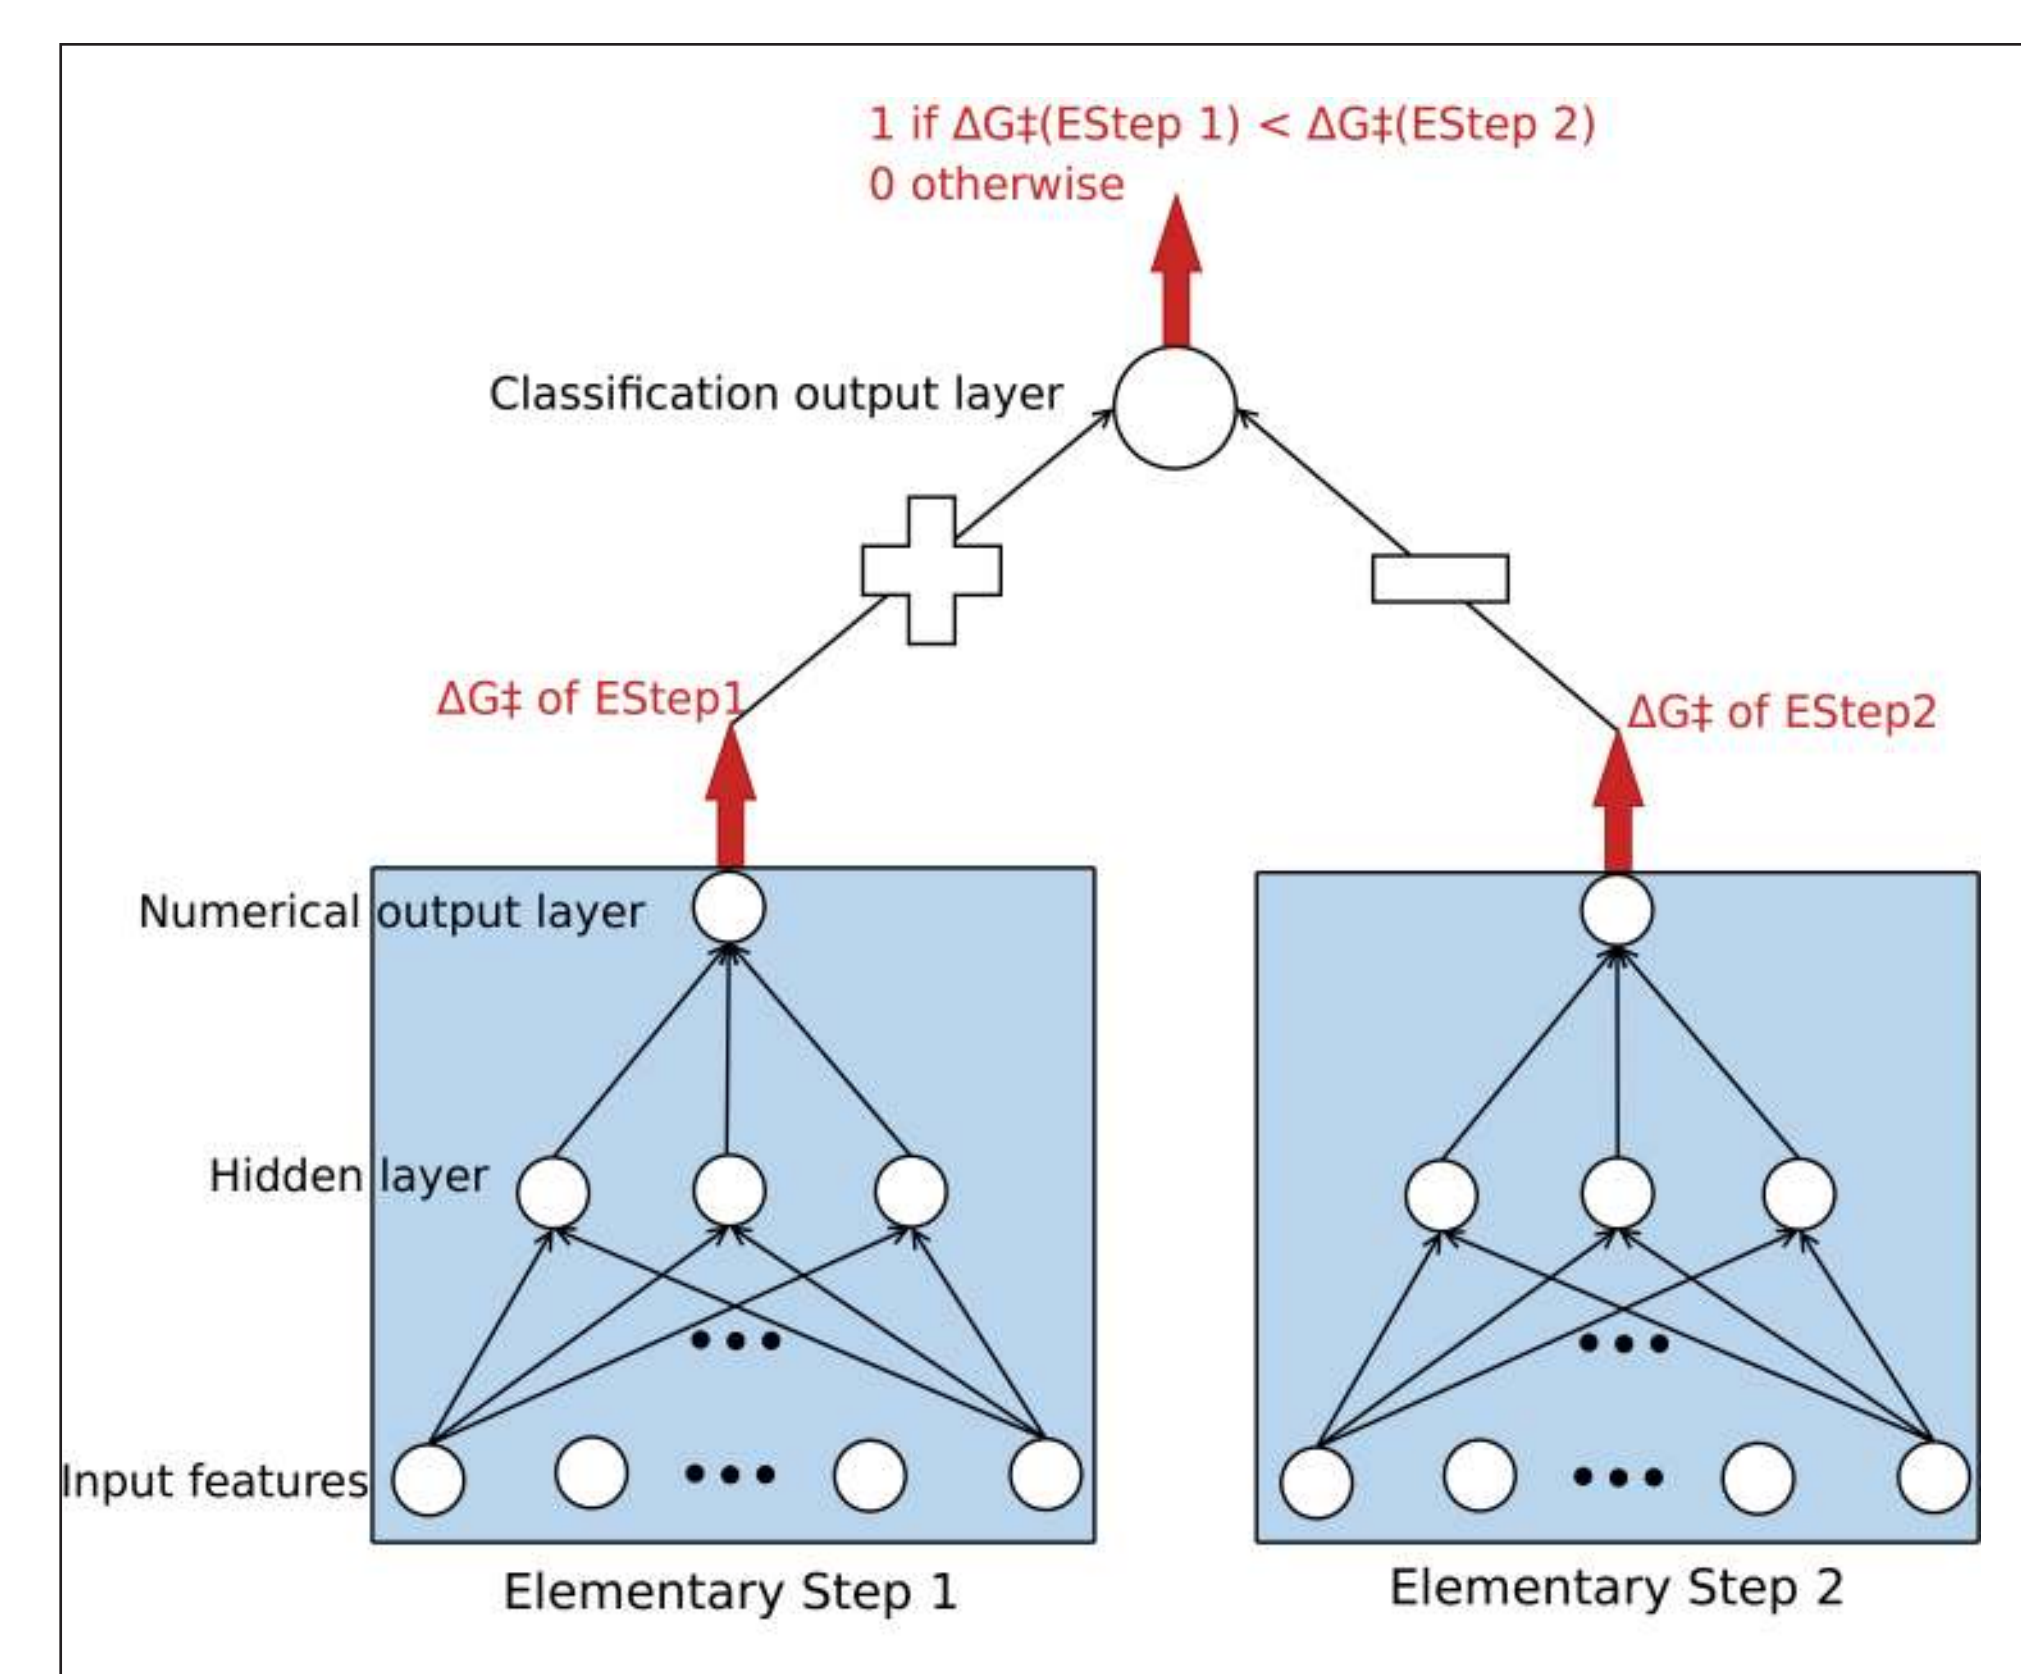 1 if ΔG‡(EStep 1) < ΔG‡(EStep 2)
0 otherwise
Classification output layer
ΔG‡ of EStep1
ΔG‡ of EStep2
Numerical output layer
Hidden layer
Input features
Elementary Step 1
Elementary Step 2